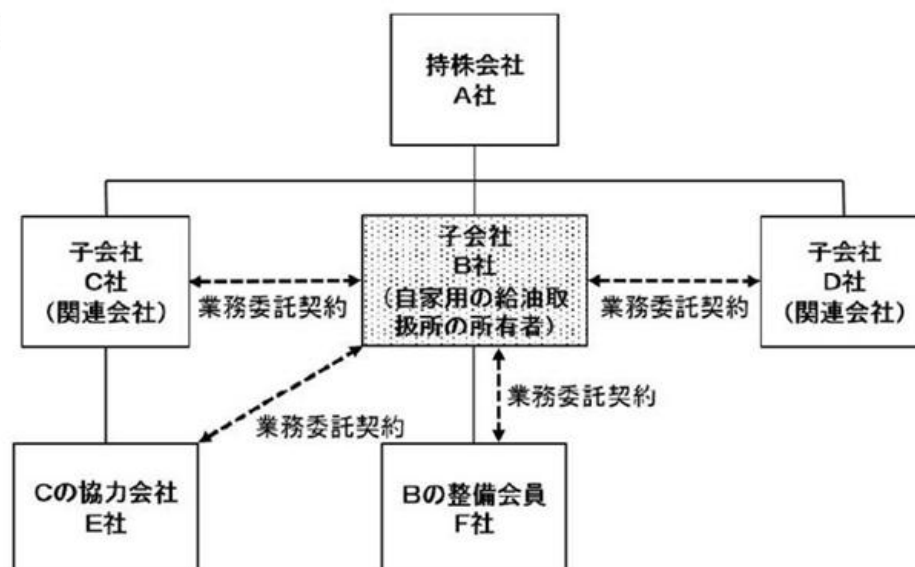 持株会社
A社
子会社
C社
(関連会社)
業務委託契約
子会社
B社
(自家用の給油取
扱所の所有者)
業務委託契約
子会社
D社
(関連会社)
業務委託契約
業務委託契約
Cの協力会社
E社
Bの整備会員
F社